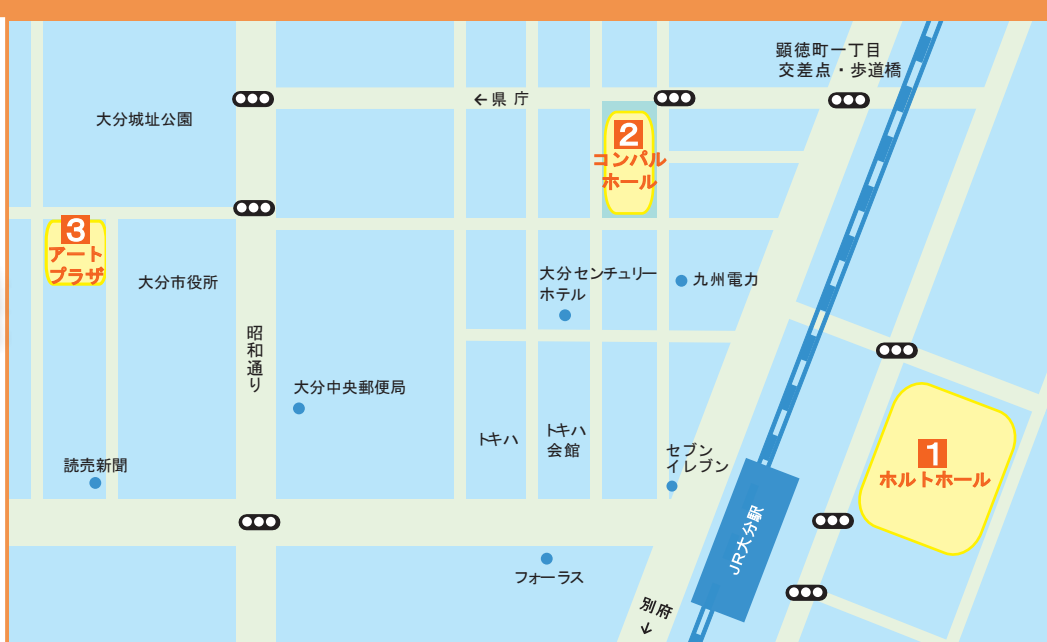 顕徳町一丁目
交差点・歩道橋
←県庁
大分城址公園
2
コンパル
ホール
3
アート
プラザ
大分市役所
大分センチュリー
ホテル
九州電力
昭和通り
大分中央郵便局
トキハ
トキハ
会館
セブン
イレブン
1
ホルトホール
読売新聞
JR大分駅
フォーラス
別府
↓